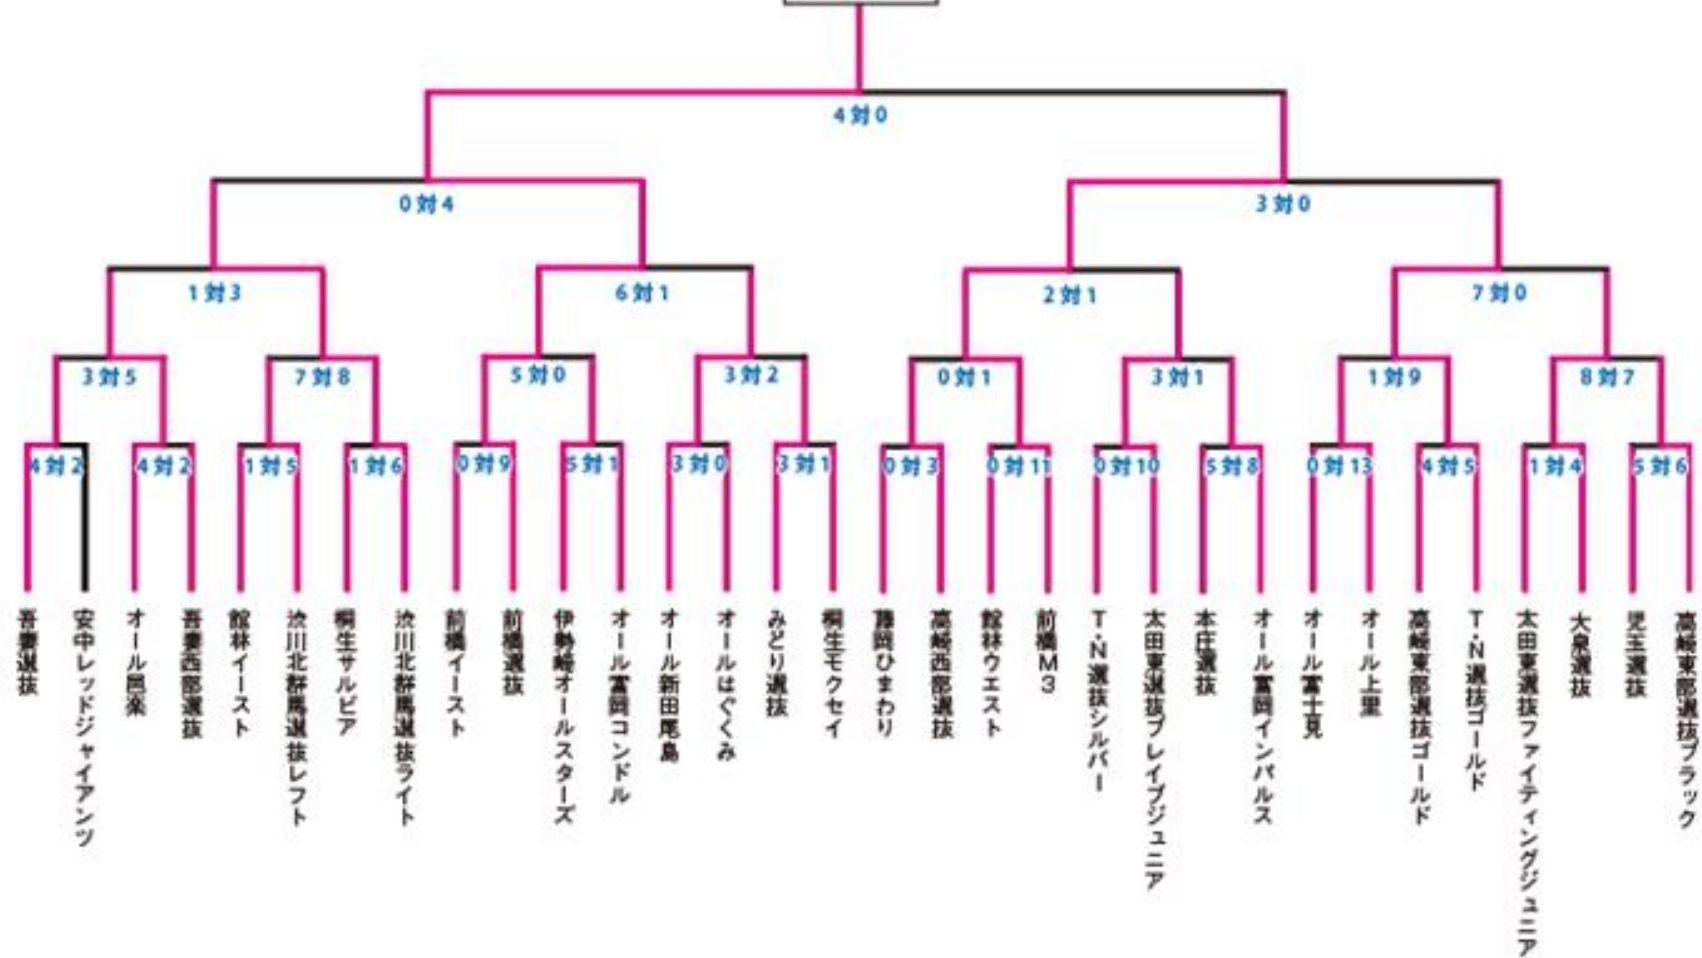 4対0
0対4
3対0
1対3
6対1
2対1
7対0
3対5
7対8
5対0
3対2
0対1
3対1
1対9
8対7
4対2
4対2
1対5
1対6
0対9
5対1
3対0
3対1
0対3
0対11
0対10
5対8
0対13
4対5
1対4
5対6
吾妻選抜
安中レッドジャイアンツ
オール邑楽
吾妻西部選抜
館林イースト
渋川北群馬選抜レフト
桐生サルビア
渋川北群馬選抜ライト
前橋イースト
前橋選抜
伊勢崎オールスターズ
オール富岡コンドル
オール新田尾島
オールはぐくみ
みどり選抜
桐生モクセイ
藤岡ひまわり
高崎西部選抜
館林ウエスト
前橋M3
T・N選抜シルバー
太田東選抜ブレイブジュニア
本庄選抜
オール富岡インパルス
オール富士見
オール上里
高崎東部選抜ゴールド
T・N選抜ゴールド
太田東選抜ファイティングジュニア
大泉選抜
児玉選抜
高崎東部選抜ブラック